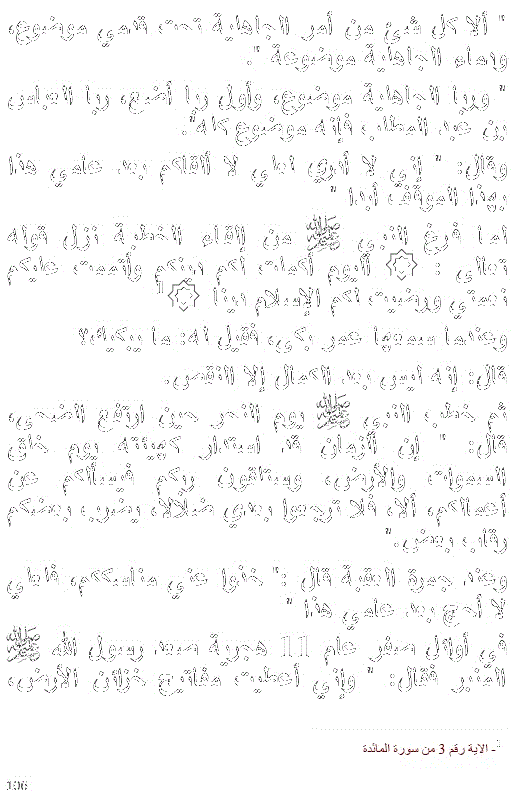 " ألا كل شيئ من أمر الجاهلية تحت قدمي موضوع،
ودماء الجاهلية موضوعة ".
" وربا الجاهلية موضوع، وأول ربا أضع، ربا العباس
بن عبد المطلب فإنه موضوع كله".
وقال: " إني لا أدري لعلي لا ألقاكم بعد عامي هذا
بهذا الموقف أبدا "
لما فرغ النبي ﷺ من إلقاء الخطبة نزل قوله
تعالى : ۞ اليوم أكملت لكم دينكم وأتممت عليكم
نعمتي ورضيت لكم الإسلام دينا ۞1
وعندما سمعها عمر بكى، فقيل له: ما يبكيك؟
قال: إنه ليس بعد الكمال إلا النقص.
ثم خطب النبي ﷺ يوم النحر حين ارتفع الضحى،
قال: " إن الزمان قد استدار كهيئته يوم خلق
السموات والأرض، وستلقون ربكم فيسألكم عن
أعمالكم، ألا، فلا ترجعوا بعدي ضلالا، يضرب بعضكم
رقاب بعض."
وعند جمرة العقبة قال :" خذوا عني مناسككم، فلعلي
لا أحج بعد عامي هذا "
في أوائل صفر عام 11 هجرية صعد رسول الله ﷺ
المنبر فقال: " وإني أعطيت مفاتيح خزائن الأرض،
1- الاية رقم 3 من سورة المائدة
106